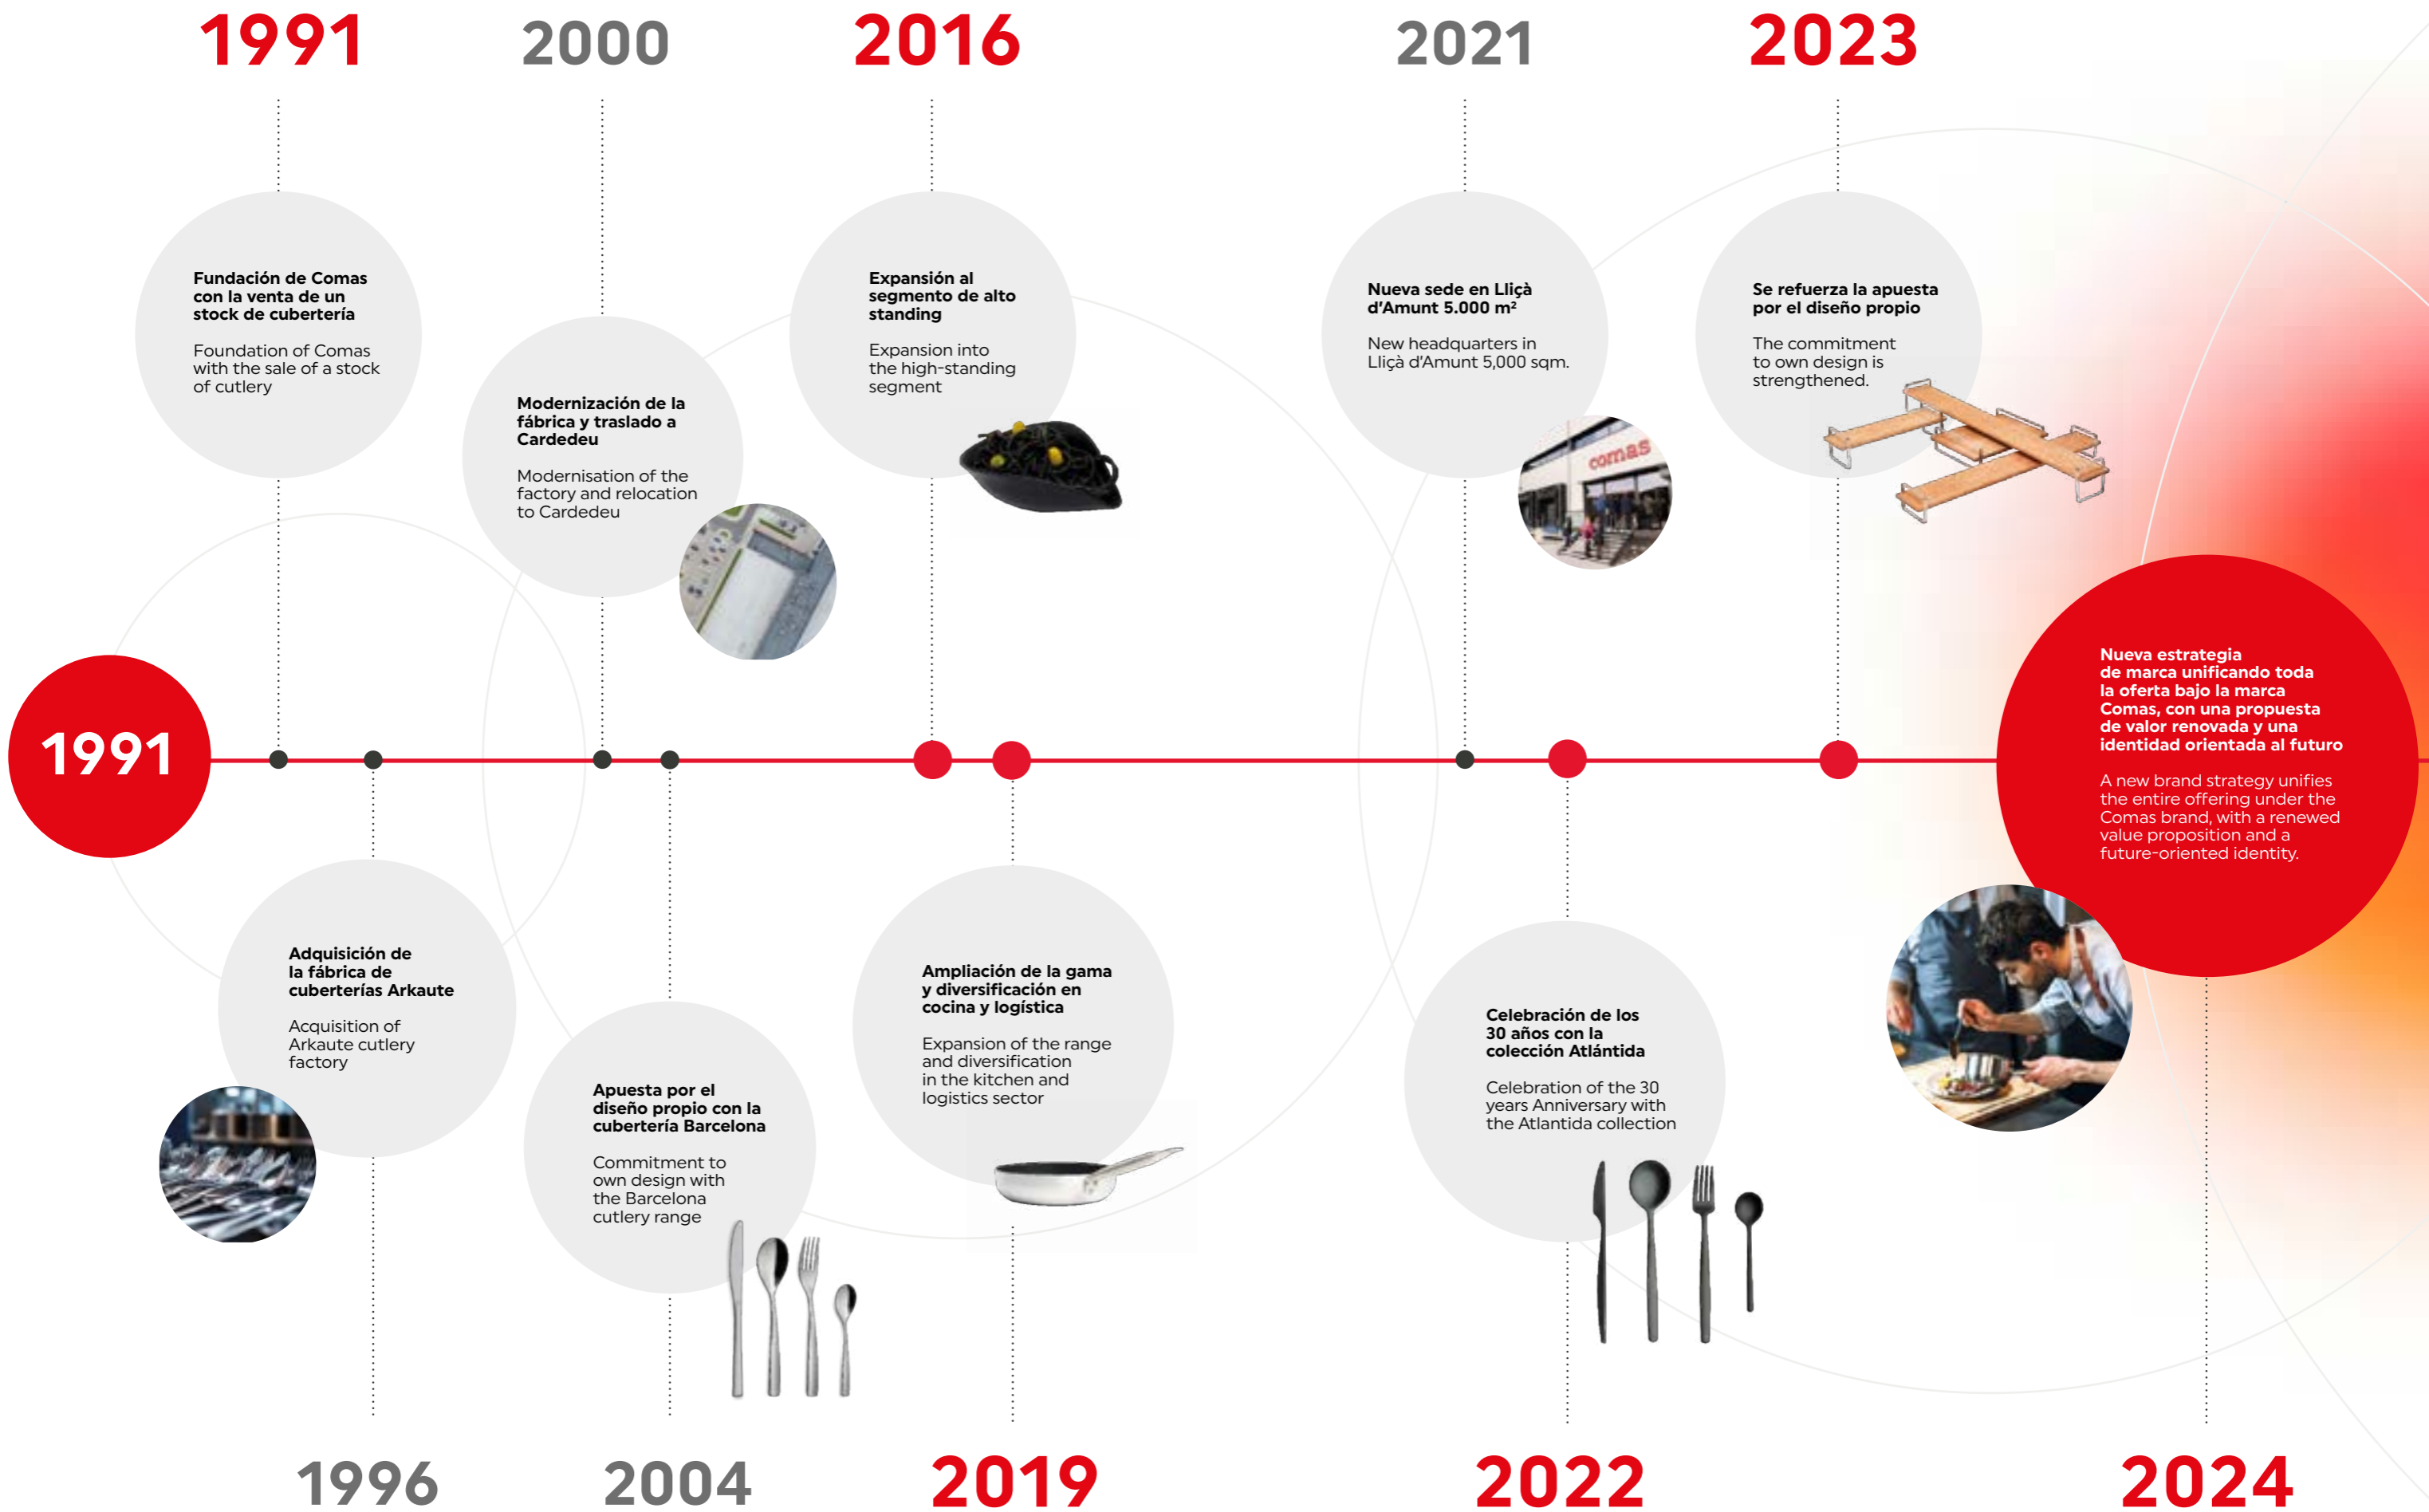 1991
2000
2016
2021
2023
Fundación de Comas
con la venta de un
stock de cubertería
Foundation of Comas
with the sale of a stock
of cutlery
Modernización de la
fábrica y traslado a
Cardedeu
Modernisation of the
factory and relocation
to Cardedeu
Expansión al
segmento de alto
standing
Expansion into
the high-standing
segment
Nueva sede en Lliçà
d'Amunt 5.000 m²
New headquarters in
Lliçà d'Amunt 5,000 sqm.
comas
Se refuerza la apuesta
por el diseño propio
The commitment
to own design is
strengthened.
1991
Nueva estrategia
de marca unificando toda
la oferta bajo la marca
Comas, con una propuesta
de valor renovada y una
identidad orientada al futuro
A new brand strategy unifies
the entire offering under the
Comas brand, with a renewed
value proposition and a
future-oriented identity.
Adquisición de
la fábrica de
cuberterías Arkaute
Acquisition of
Arkaute cutlery
factory
Apuesta por el
diseño propio con la
cubertería Barcelona
Commitment to
own design with
the Barcelona
cutlery range
Ampliación de la gama
y diversificación en
cocina y logística
Expansion of the range
and diversification
in the kitchen and
logistics sector
Celebración de los
30 años con la
colección Atlántida
Celebration of the 30
years Anniversary with
the Atlantida collection
1996
2004
2019
2022
2024